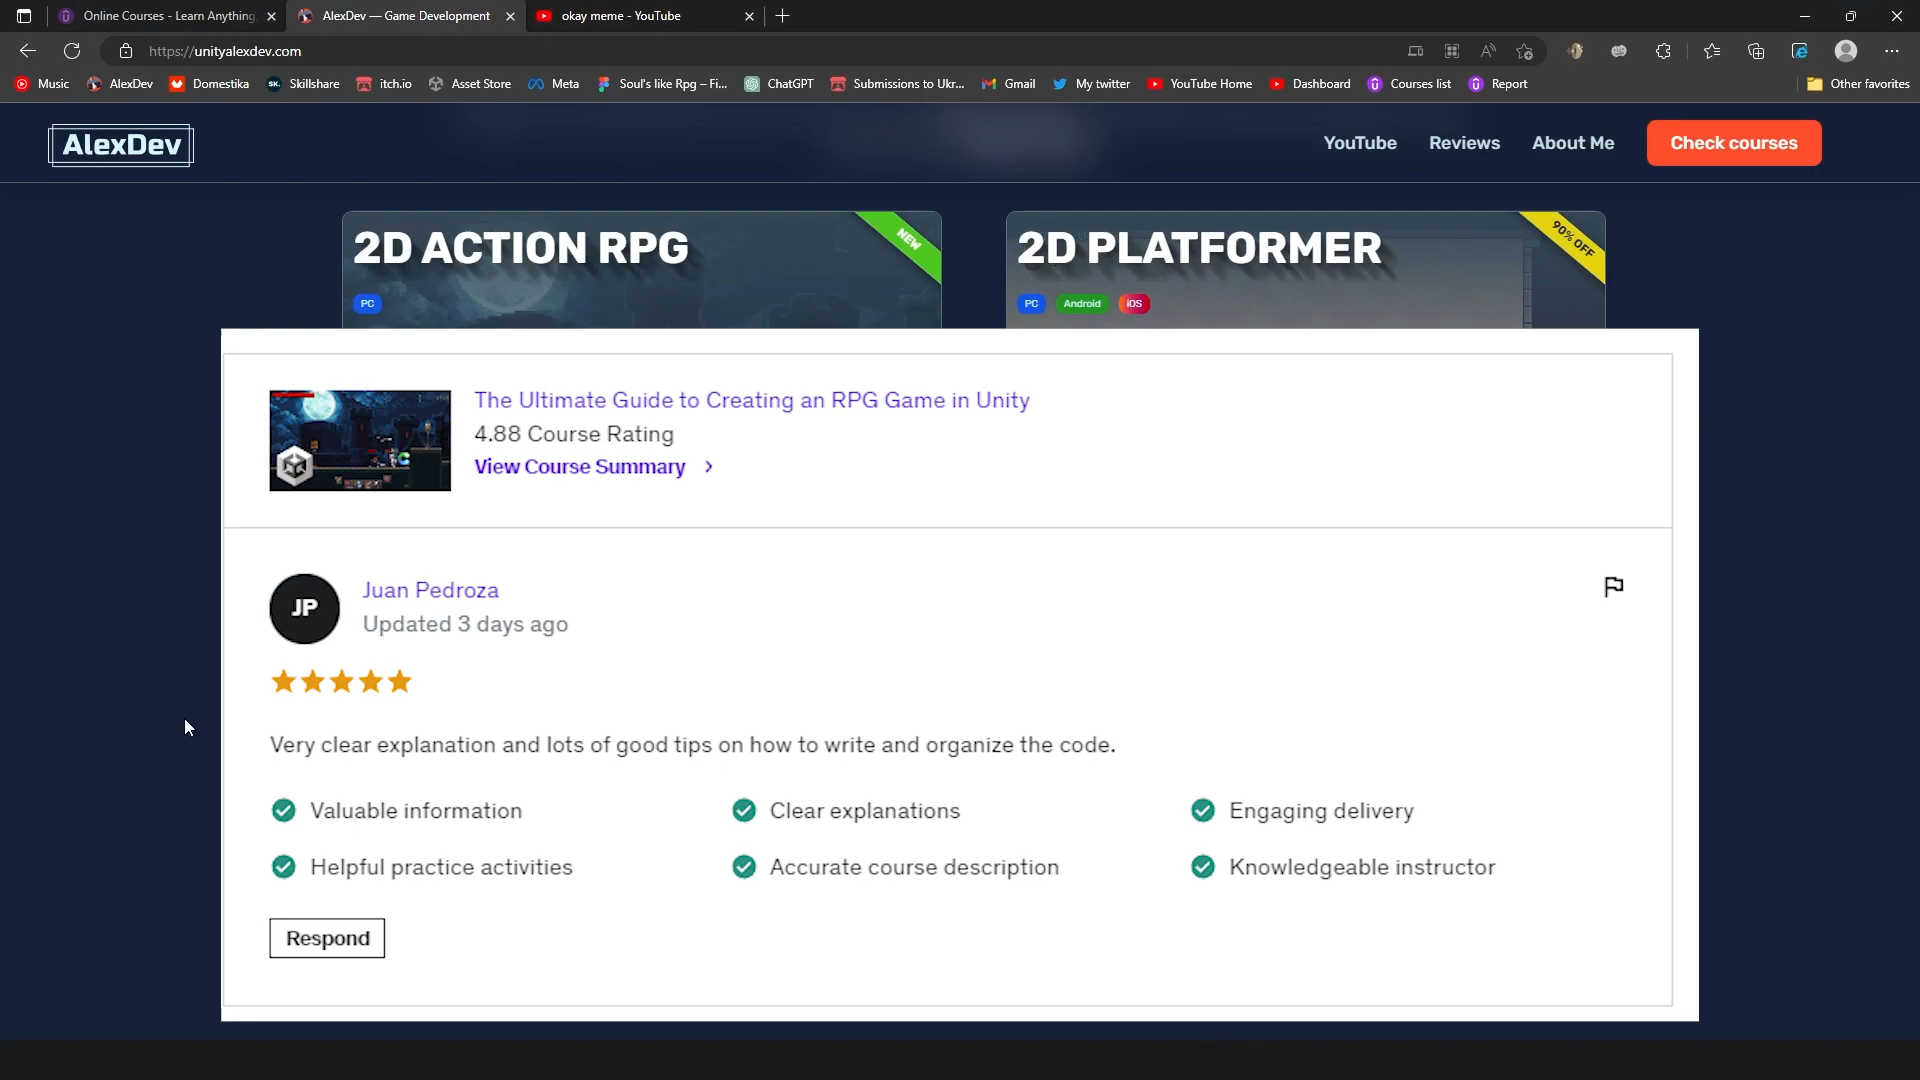 Online Courses - Learn Anything,
AlexDev — Game Development
okay meme - YouTube
https://unityalexdev.com
Music
AlexDev
Domestika
SK.
Skillshare
itch.io
Asset Store
Meta
Soul's like Rpg – Fi...
ChatGPT
Submissions to Ukr...
Gmail
My twitter
YouTube Home
Dashboard
Courses list
Report
Other favorites
AlexDev
YouTube
Reviews
About Me
Check courses
2D ACTION RPG
NEW
PC
2D PLATFORMER
90% OFF
PC
Android
iOS
The Ultimate Guide to Creating an RPG Game in Unity
4.88 Course Rating
View Course Summary
JP
Juan Pedroza
Updated 3 days ago
Very clear explanation and lots of good tips on how to write and organize the code.
Valuable information
Clear explanations
Engaging delivery
Helpful practice activities
Accurate course description
Knowledgeable instructor
Respond